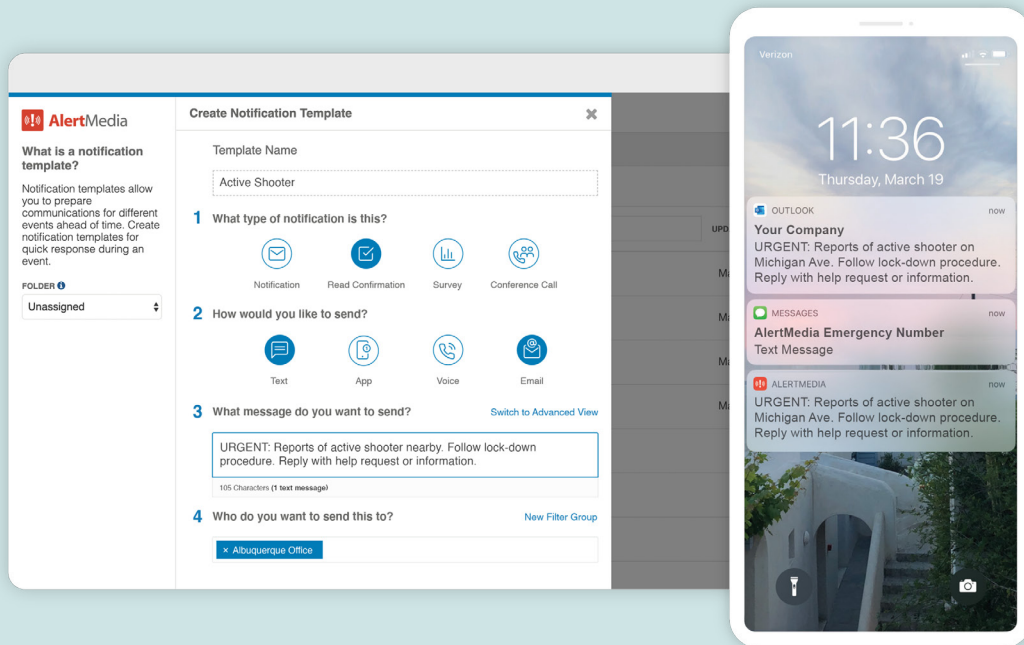 AlertMedia
What is a notification
template?
Notification templates allow
you to prepare
communications for different
events ahead of time. Create
notification templates for
quick response during an
event.
FOLDER
Unassigned
Create Notification Template
Template Name
Active Shooter
1 What type of notification is this?
Notification Read Confirmation Survey Conference Call
2 How would you like to send?
Text App Voice Email
3 What message do you want to send? Switch to Advanced View
URGENT: Reports of active shooter nearby. Follow lock-down
procedure. Reply with help request or information.
105 Characters (1 text message)
4 Who do you want to send this to? New Filter Group
× Albuquerque Office
Verizon
11:36
Thursday, March 19
OUTLOOK now
Your Company
URGENT: Reports of active shooter on
Michigan Ave. Follow lock-down procedure.
Reply with help request or information.
MESSAGES now
AlertMedia Emergency Number
Text Message
ALERTMEDIA now
URGENT: Reports of active shooter on
Michigan Ave. Follow lock-down procedure.
Reply with help request or information.